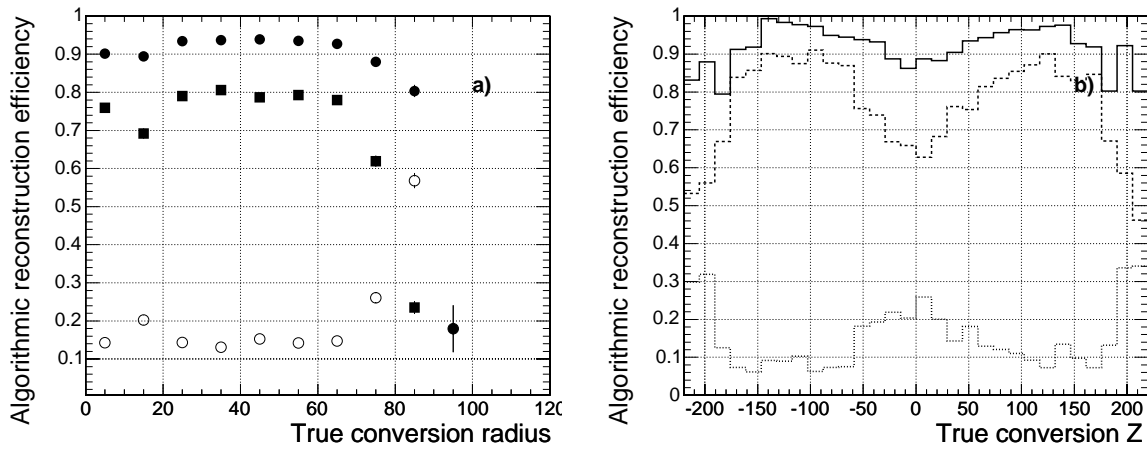 Algorithmic reconstruction efficiency
1
0.9
0.8
0.7
0.6
0.5
0.4
0.3
0.2
0.1
a)
0 20 40 60 80 100 120
True conversion radius
Algorithmic reconstruction efficiency
1
0.9
0.8
0.7
0.6
0.5
0.4
0.3
0.2
0.1
0
b)
-200 -150 -100 -50 0 50 100 150 200
True conversion Z